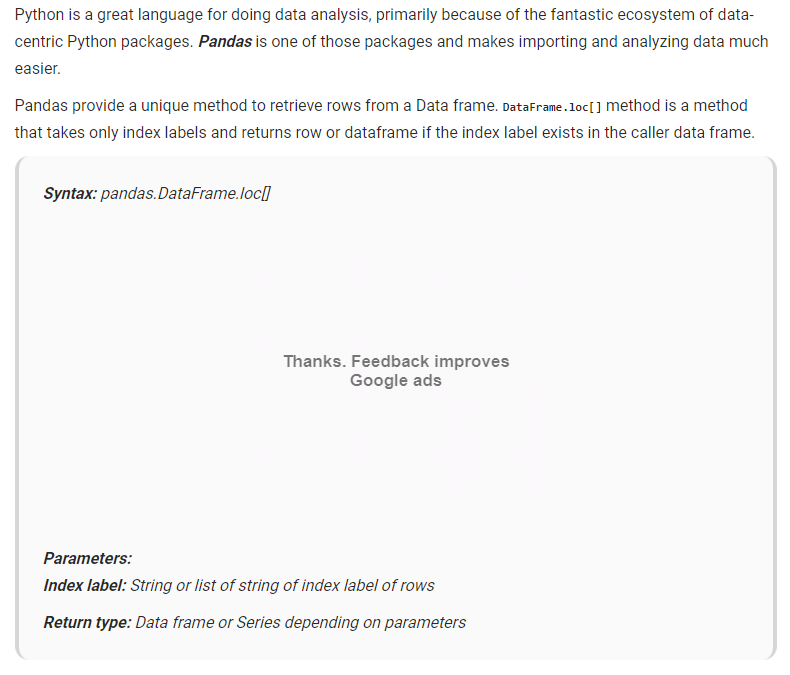 Python is a great language for doing data analysis, primarily because of the fantastic ecosystem of data-
centric Python packages. Pandas is one of those packages and makes importing and analyzing data much
easier.
Pandas provide a unique method to retrieve rows from a Data frame. DataFrame.loc[] method is a method
that takes only index labels and returns row or dataframe if the index label exists in the caller data frame.
Syntax: pandas.DataFrame.loc[]
Thanks. Feedback improves
Google ads
Parameters:
Index label: String or list of string of index label of rows
Return type: Data frame or Series depending on parameters